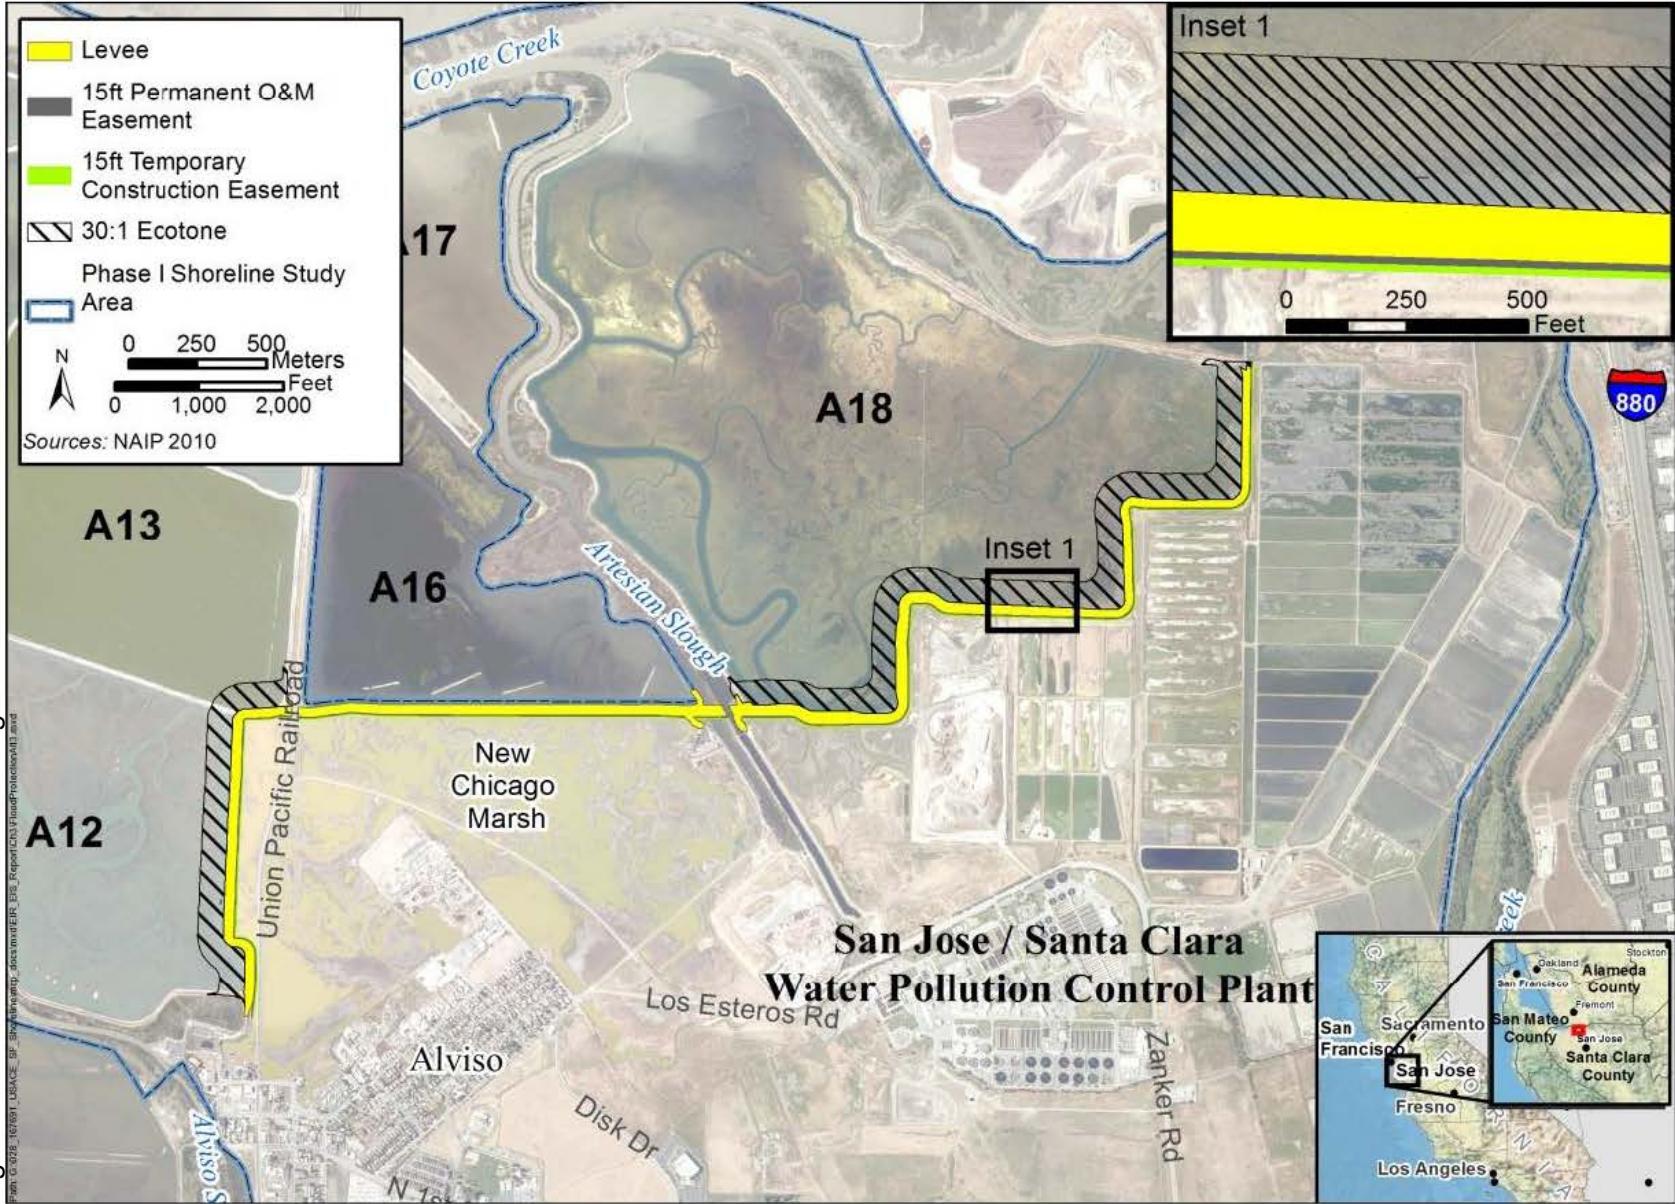 Levee
15ft Permanent O&M
Easement
15ft Temporary
Construction Easement
30:1 Ecotone
Phase I Shoreline Study
Area
0 250 500
Meters
Feet
0 1,000 2,000
N
Sources: NAIP 2010
Coyote Creek
Inset 1
0 250 500
Feet
880
A17
A18
A13
A16
Artesian Slough
Inset 1
Union Pacific Railroad
New
Chicago
Marsh
A12
San Jose / Santa Clara
Water Pollution Control Plant
Los Esteros Rd
Zanker Rd
Alviso
Disk Dr
Alviso S
N 1st
reek
San
Francisco
Sacramento
San Jose
Fresno
Los Angeles
CALIFORNIA
Stockton
Oakland
San Francisco
Alameda
County
Fremont
San Mateo
County
San Jose
Santa Clara
County